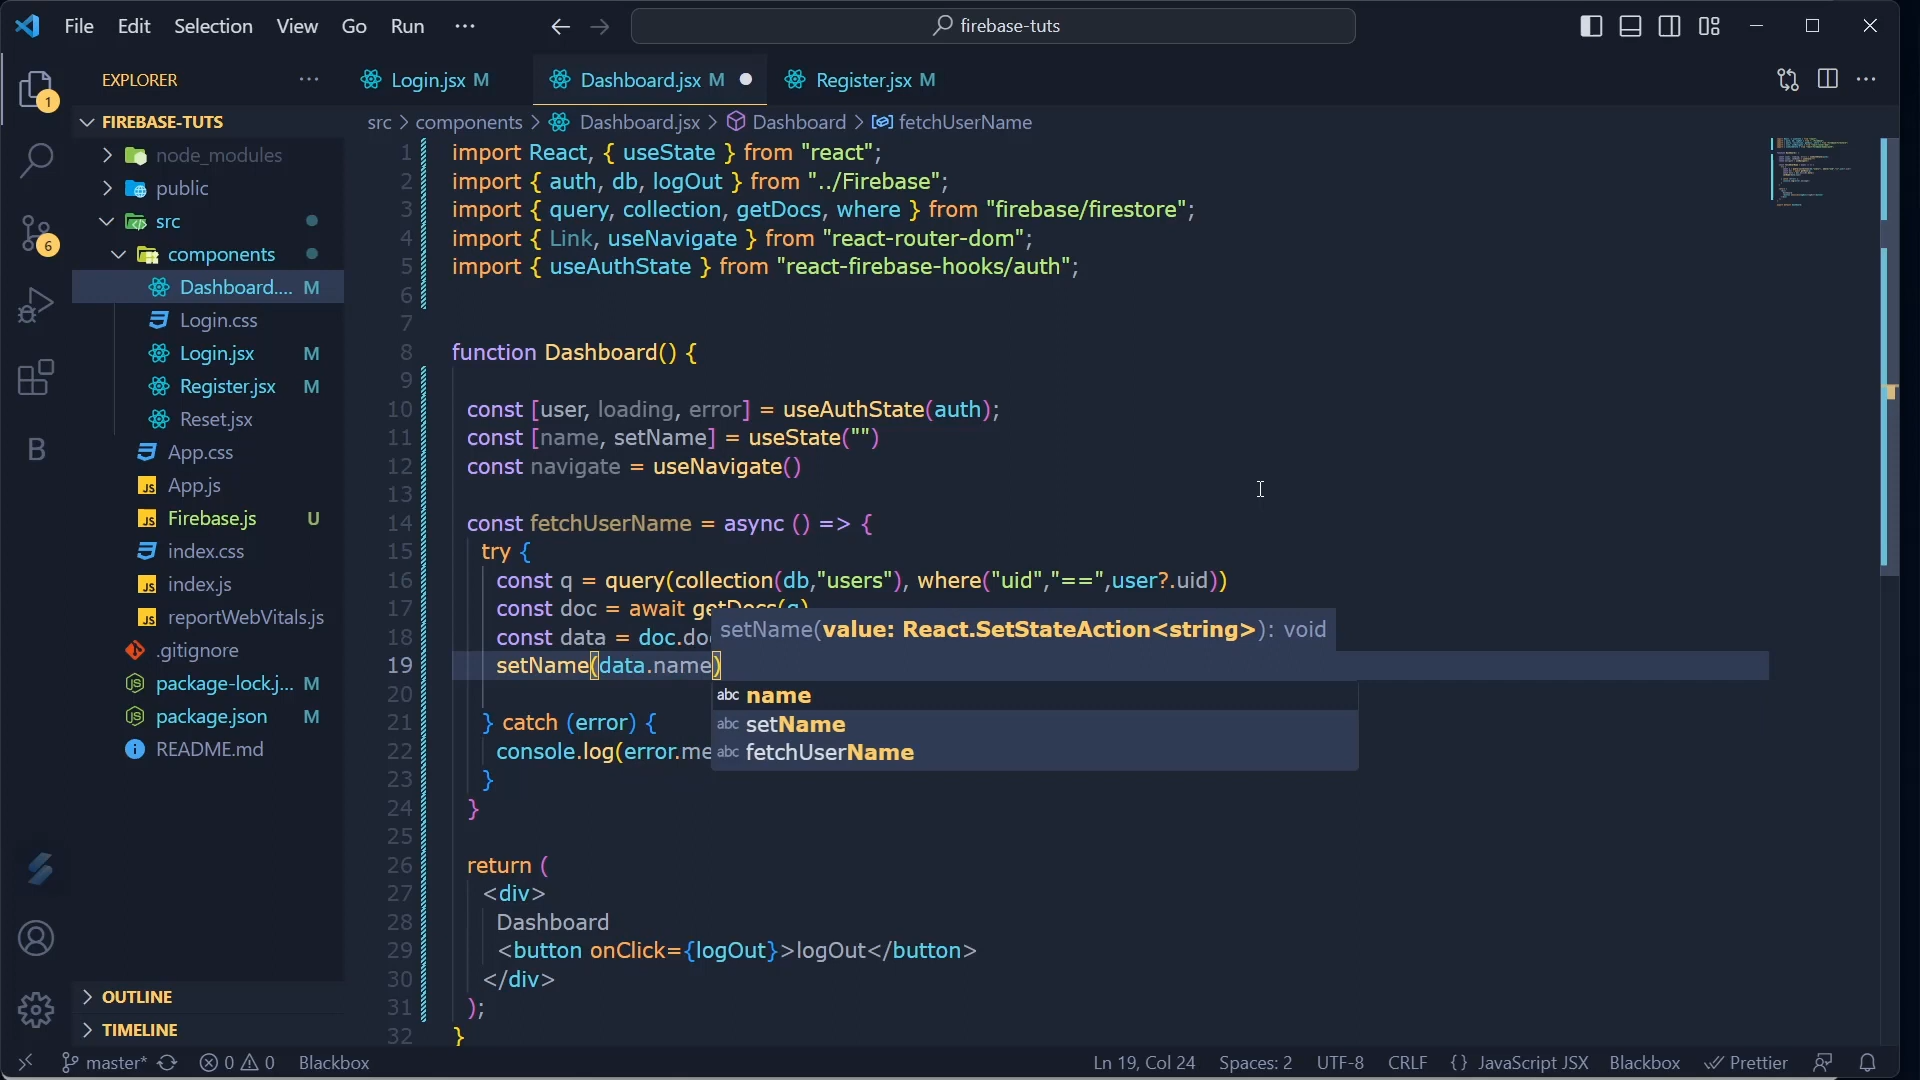 File Edit Selection View Go Run ... firebase-tuts
EXPLORER ...
FIREBASE-TUTS
node_modules
public
src
components
Dashboard.... M
Login.css
Login.jsx M
Register.jsx M
Reset.jsx
App.css
App.js
Firebase.js U
index.css
index.js
reportWebVitals.js
.gitignore
package-lock.j... M
package.json M
README.md
OUTLINE
TIMELINE
1
6
B
Login.jsx M Dashboard.jsx M Register.jsx M
src > components > Dashboard.jsx > Dashboard > fetchUserName
1 import React, { useState } from "react";
2 import { auth, db, logOut } from "../Firebase";
3 import { query, collection, getDocs, where } from "firebase/firestore";
4 import { Link, useNavigate } from "react-router-dom";
5 import { useAuthState } from "react-firebase-hooks/auth";
6
7
8 function Dashboard() {
9
10 const [user, loading, error] = useAuthState(auth);
11 const [name, setName] = useState("")
12 const navigate = useNavigate()
13
14 const fetchUserName = async () => {
15 try {
16 const q = query(collection(db,"users"), where("uid","==",user?.uid))
17 const doc = await getDocs(q)
18 const data = doc.do
setName(value: React.SetStateAction<string>): void
19 setName(data.name)
20
name
setName
fetchUserName
21 } catch (error) {
22 console.log(error.me
23 }
24 }
25
26 return (
27 <div>
28 Dashboard
29 <button onClick={logOut}>logOut</button>
30 </div>
31 );
32 }
master* 0 0 Blackbox Ln 19, Col 24 Spaces: 2 UTF-8 CRLF {} JavaScript JSX Blackbox Prettier